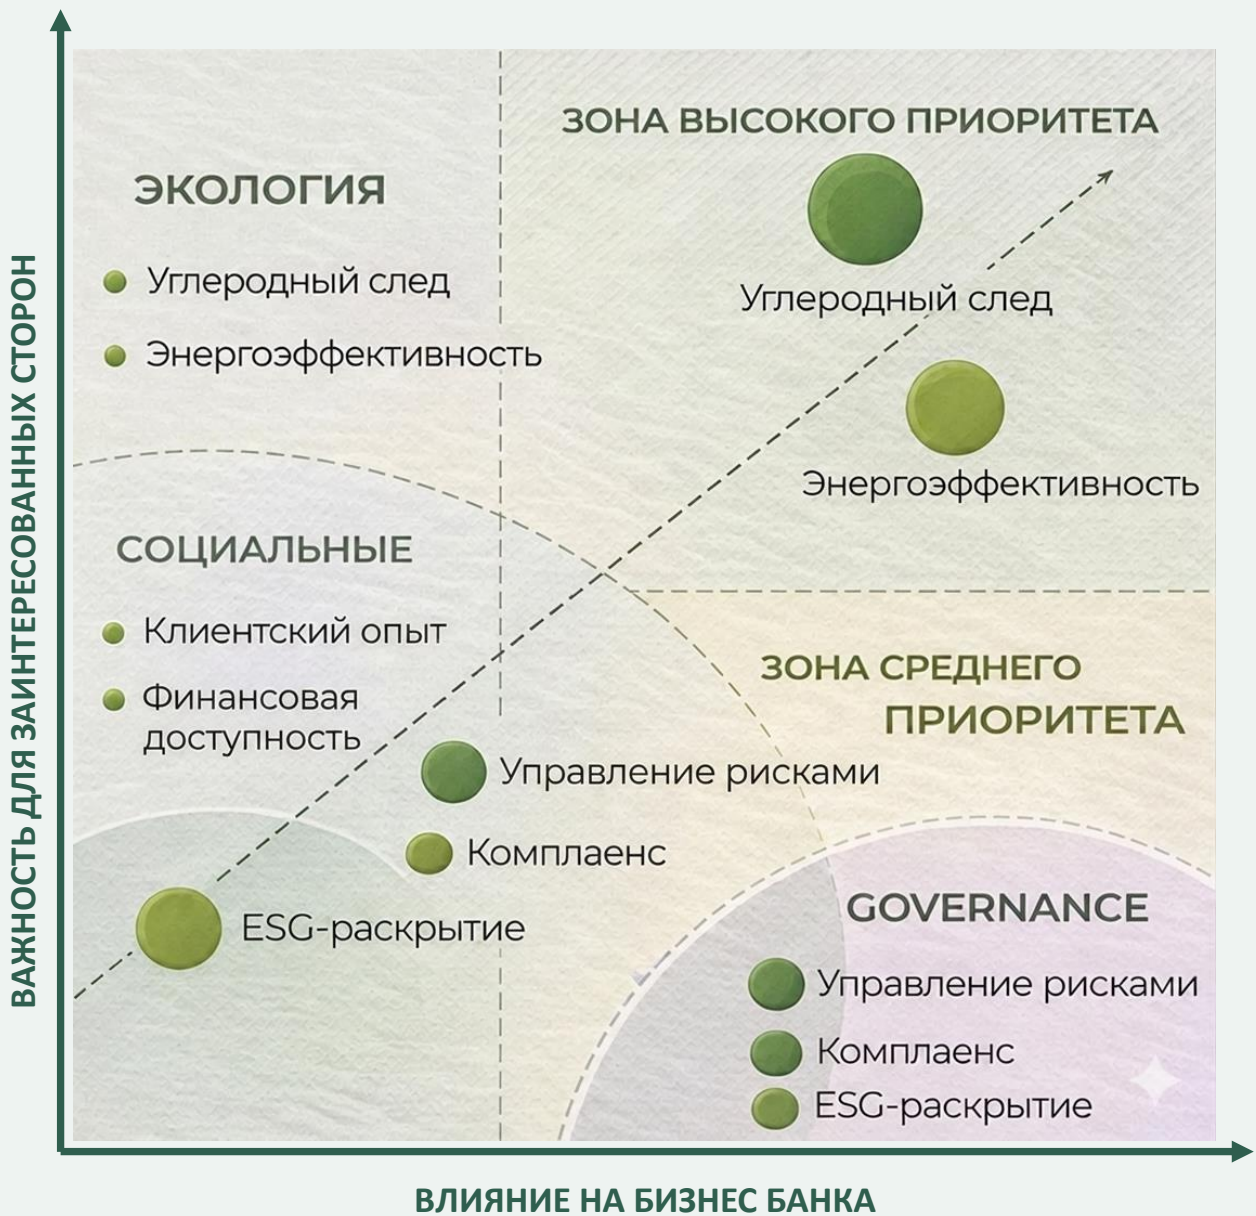 ВАЖНОСТЬ ДЛЯ ЗАИНТЕРЕСОВАННЫХ СТОРОН
ЗОНА ВЫСОКОГО ПРИОРИТЕТА
ЭКОЛОГИЯ
Углеродный след
Энергоэффективность
Углеродный след
Энергоэффективность
СОЦИАЛЬНЫЕ
Клиентский опыт
Финансовая
доступность
ЗОНА СРЕДНЕГО
ПРИОРИТЕТА
Управление рисками
Комплаенс
ESG-раскрытие
GOVERNANCE
Управление рисками
Комплаенс
ESG-раскрытие
ВЛИЯНИЕ НА БИЗНЕС БАНКА